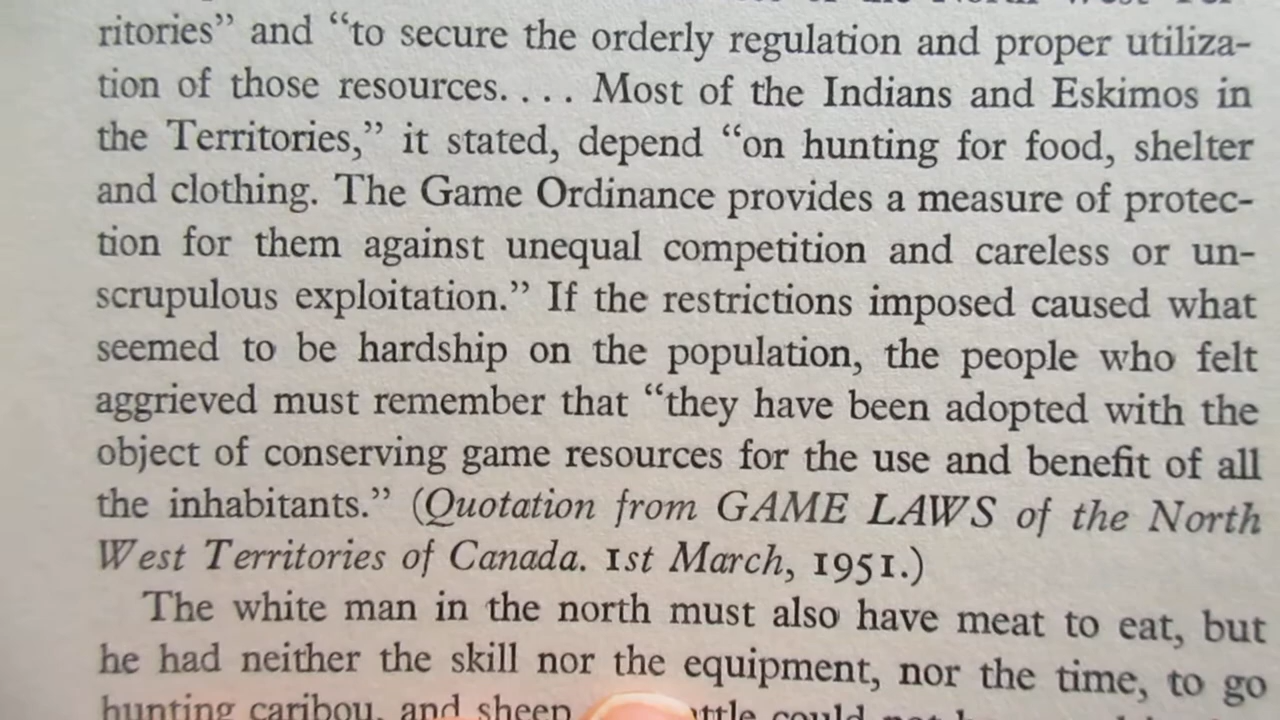 of the North West Ter-
ritories” and “to secure the orderly regulation and proper utiliza-
tion of those resources. . . . Most of the Indians and Eskimos in
the Territories,” it stated, depend “on hunting for food, shelter
and clothing. The Game Ordinance provides a measure of protec-
tion for them against unequal competition and careless or un-
scrupulous exploitation.” If the restrictions imposed caused what
seemed to be hardship on the population, the people who felt
aggrieved must remember that “they have been adopted with the
object of conserving game resources for the use and benefit of all
the inhabitants.” (Quotation from GAME LAWS of the North
West Territories of Canada. 1st March, 1951.)
The white man in the north must also have meat to eat, but
he had neither the skill nor the equipment, nor the time, to go
hunting caribou, and sheep could not